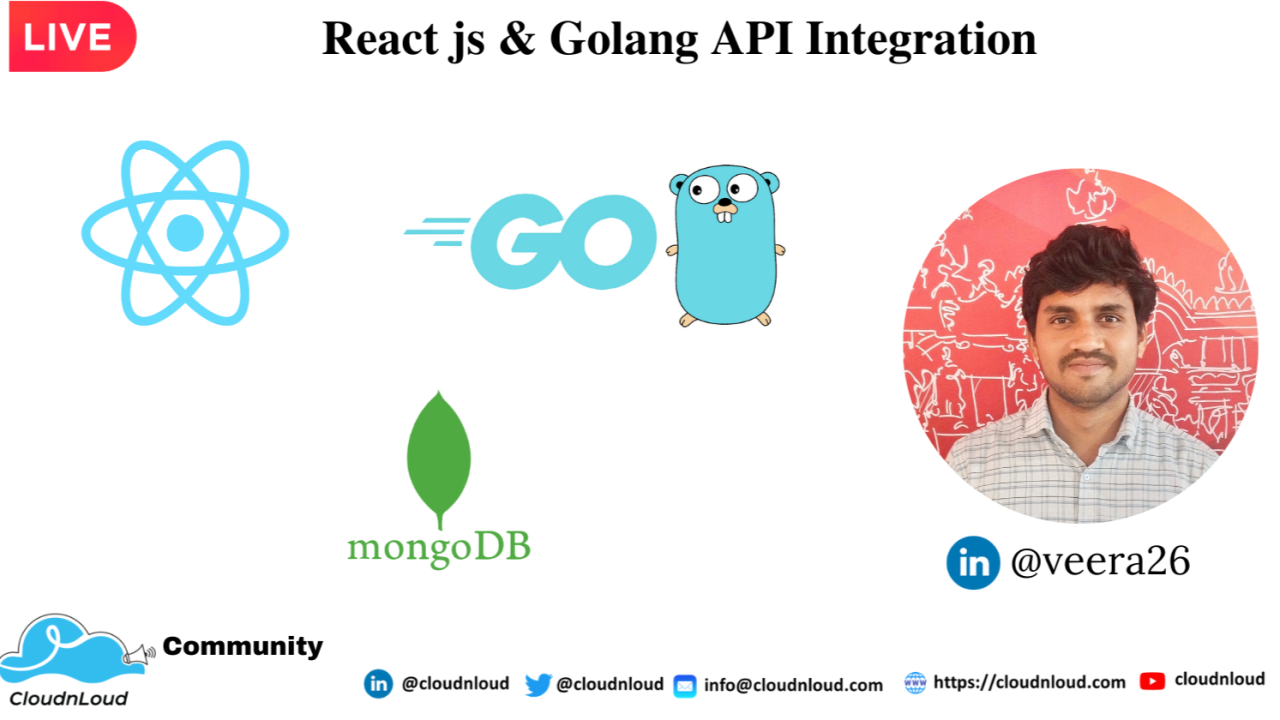 LIVE
React js & Golang API Integration
GO
mongoDB
in @veera26
Community
CloudnLoud
in @cloudnloud @cloudnloud info@cloudnloud.com https://cloudnloud.com cloudnloud